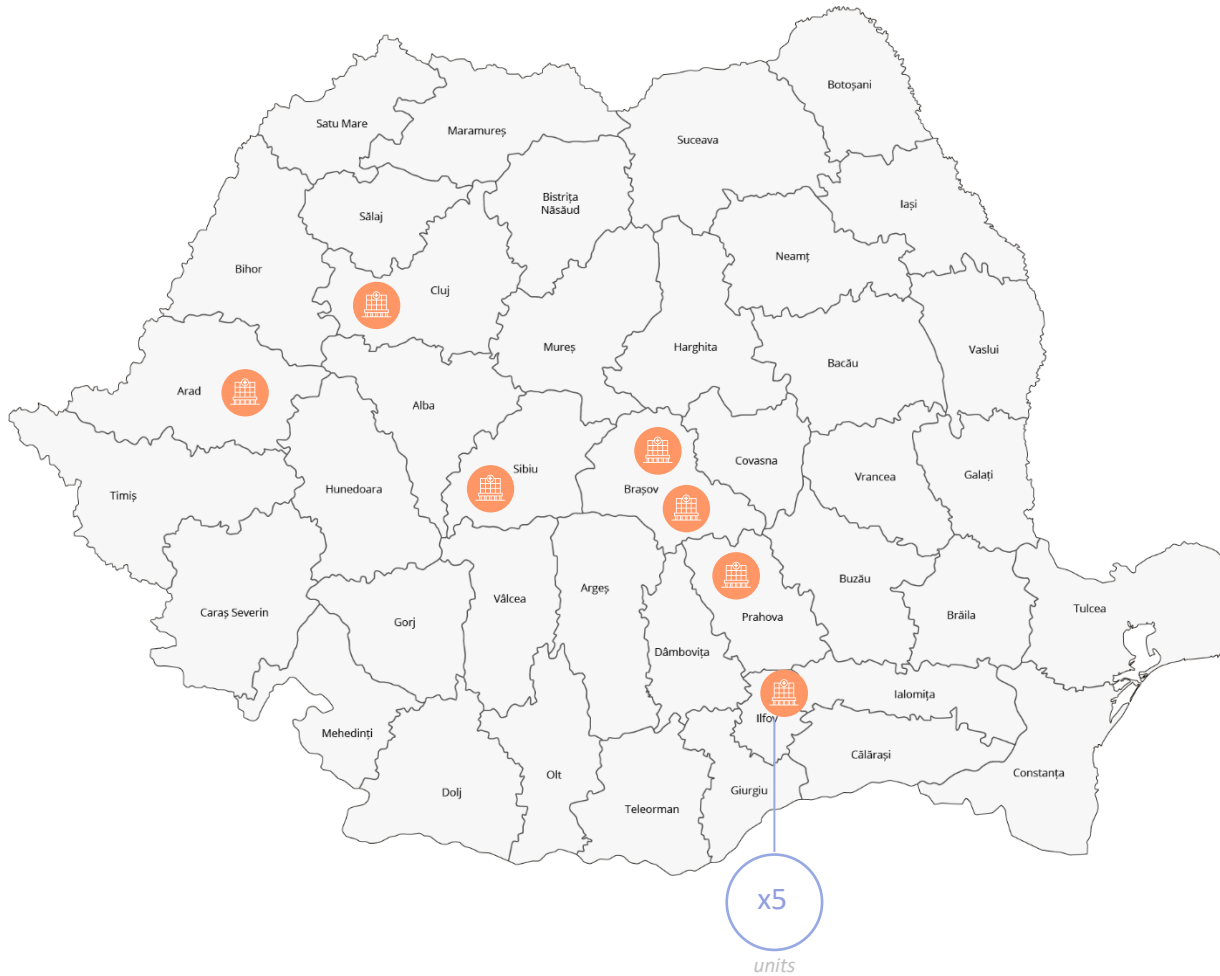 Botoșani
Satu Mare
Maramureș
Suceava
Bistrița
Năsăud
Iași
Sălaj
Neamț
Bihor
Cluj
Mureș
Harghita
Vaslui
Bacău
Arad
Alba
Sibiu
Covasna
Galați
Vrancea
Brașov
Hunedoara
Timiș
Buzău
Argeș
Vâlcea
Tulcea
Caraș Severin
Gorj
Prahova
Brăila
Dâmbovița
Ialomița
Ilfov
Mehedinți
Călărași
Constanța
Olt
Giurgiu
Dolj
Teleorman
x5
units